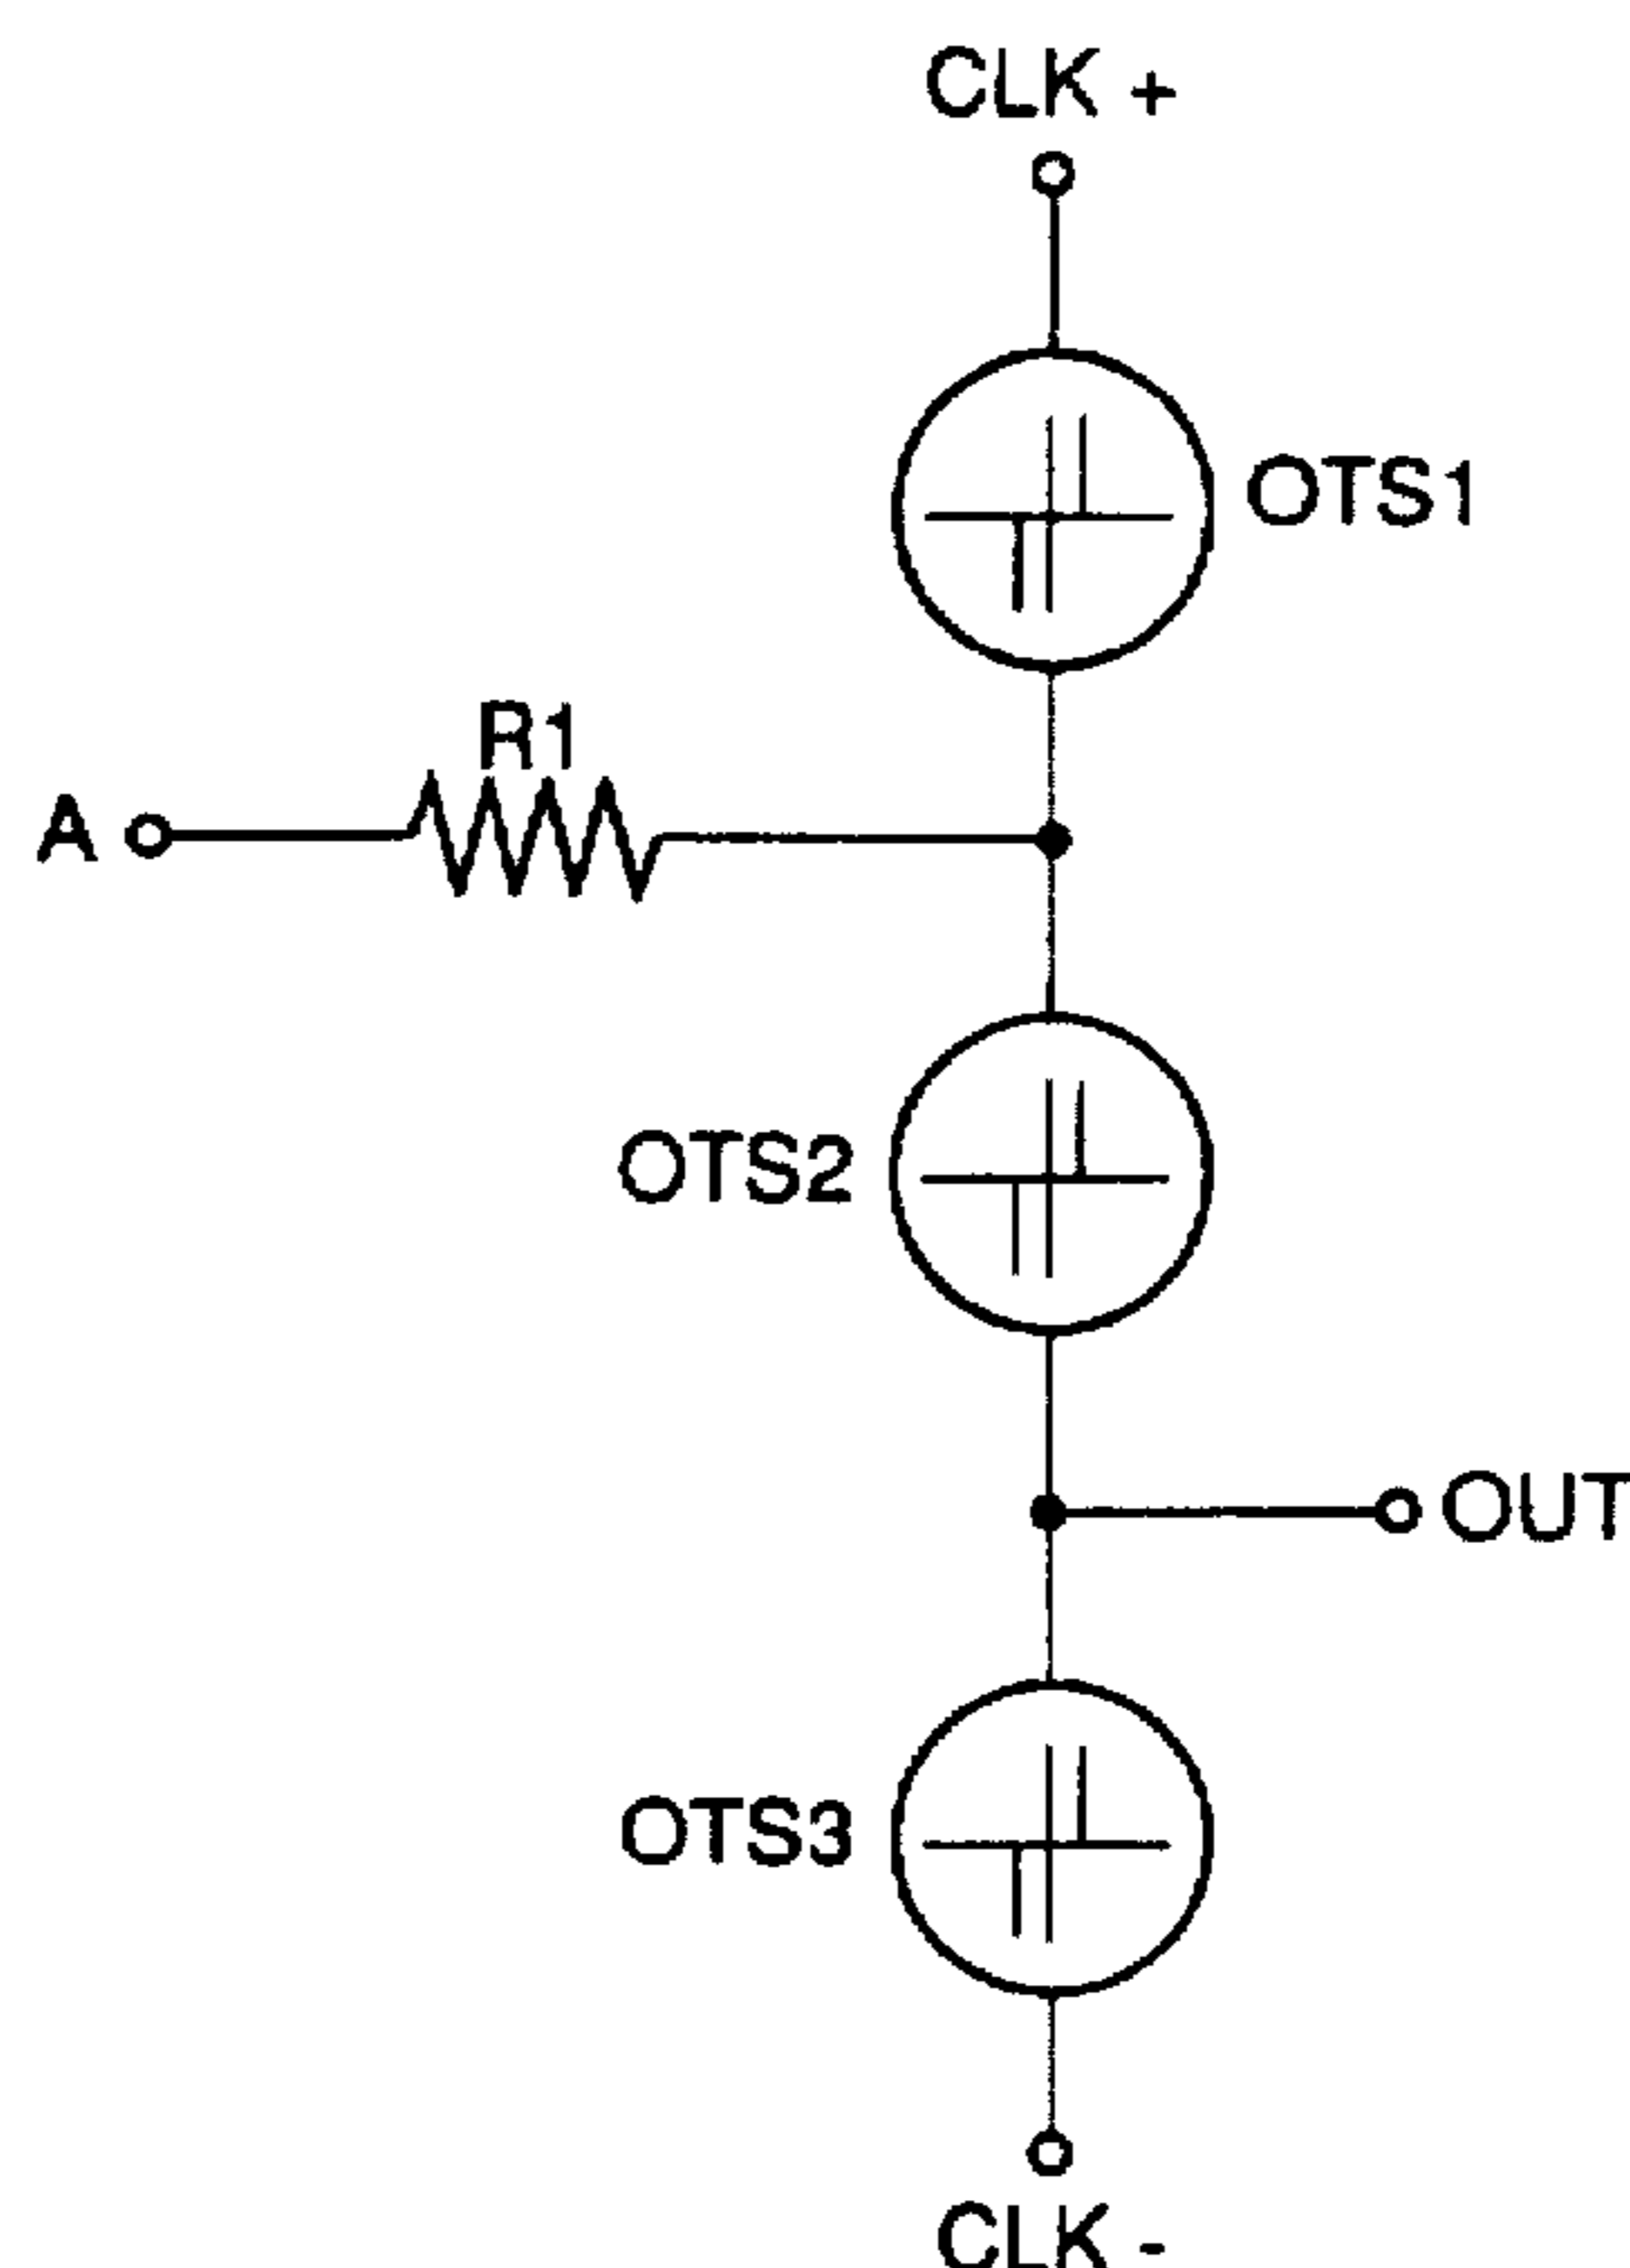 CLK +
OTS1
R1
A
OTS2
OUT
OTS3
CLK -